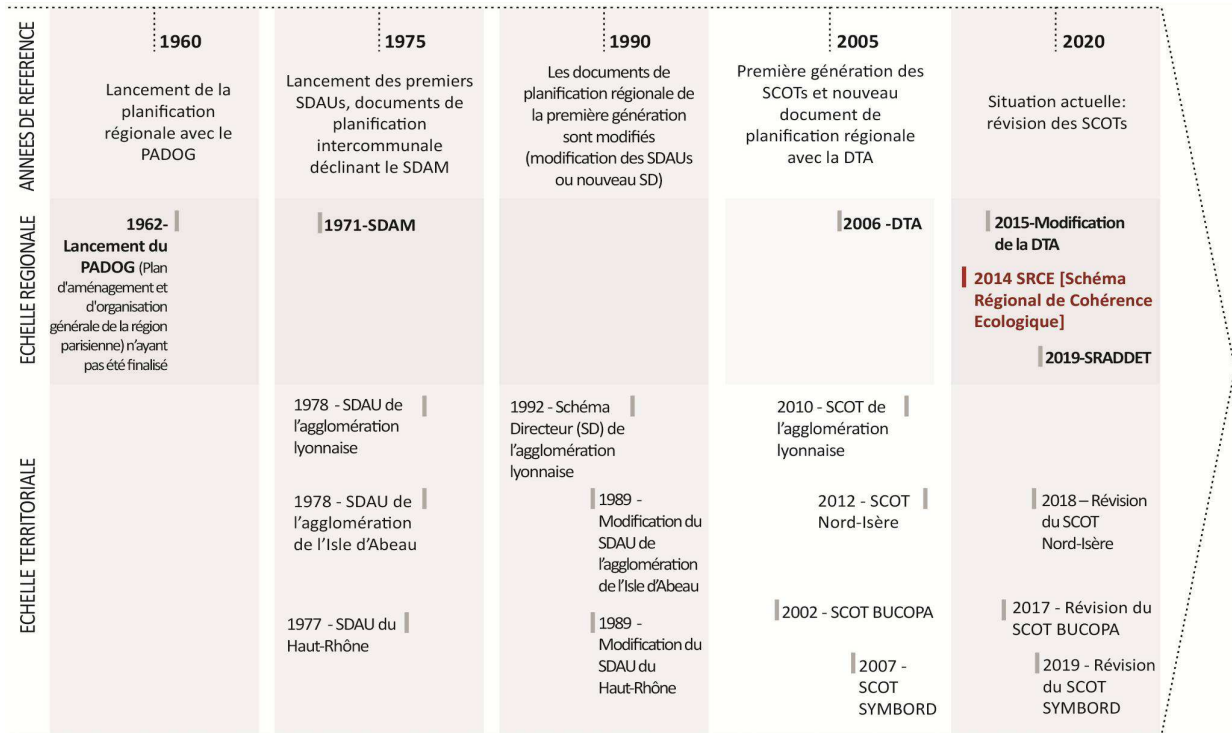 ANNEES DE REFERENCE
1960
Lancement de la
planification
régionale avec le
PADOG
1975
Lancement des premiers
SDAUs, documents de
planification
intercommunale
déclinant le SDAM
1990
Les documents de
planification régionale de
la première génération
sont modifiés
(modification des SDAUs
ou nouveau SD)
2005
Première génération des
SCOTs et nouveau
document de
planification régionale
avec la DTA
2020
Situation actuelle:
révision des SCOTs
ECHELLE REGIONALE
1962-
Lancement du
PADOG (Plan
d'aménagement et
d'organisation
générale de la région
parisienne) n'ayant
pas été finalisé
1971-SDAM
2006 -DTA
2015-Modification
de la DTA
2014 SRCE [Schéma
Régional de Cohérence
Ecologique]
2019-SRADDET
ECHELLE TERRITORIALE
1978 - SDAU de
l'agglomération
lyonnaise
1978 - SDAU de
l'agglomération
de l'Isle d'Abeau
1977 - SDAU du
Haut-Rhône
1992 - Schéma
Directeur (SD) de
l'agglomération
lyonnaise
1989 -
Modification du
SDAU de
l'agglomération
de l'Isle d'Abeau
1989 -
Modification du
SDAU du
Haut-Rhône
2010 - SCOT de
l'agglomération
lyonnaise
2012 - SCOT
Nord-Isère
2002 - SCOT BUCOPA
2007 -
SCOT
SYMBORD
2018 – Révision
du SCOT
Nord-Isère
2017 - Révision du
SCOT BUCOPA
2019 - Révision
du SCOT
SYMBORD